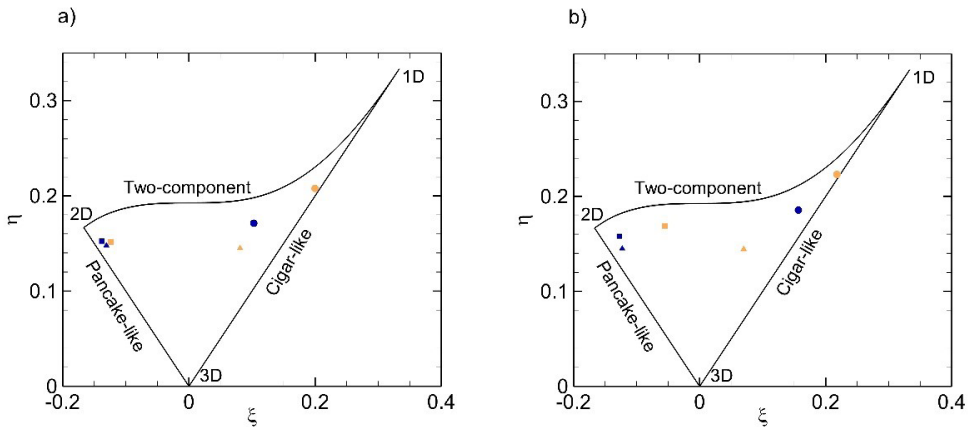 a)
0.3
0.2
0.1
0
-0.2
0
0.2
0.4
η
ξ
1D
2D
3D
Two-component
Pancake-like
Cigar-like
b)
0.3
0.2
0.1
0
-0.2
0
0.2
0.4
η
ξ
1D
2D
3D
Two-component
Pancake-like
Cigar-like